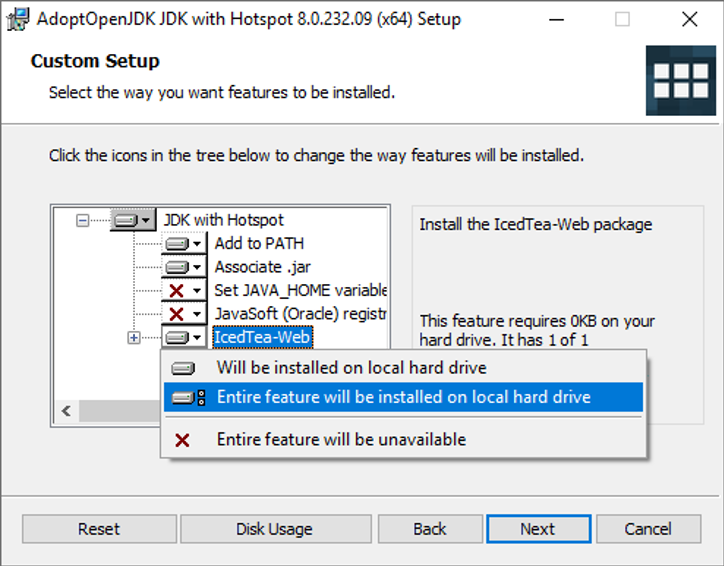 AdoptOpenJDK JDK with Hotspot 8.0.232.09 (x64) Setup
Custom Setup
Select the way you want features to be installed.
Click the icons in the tree below to change the way features will be installed.
JDK with Hotspot
Add to PATH
Associate .jar
Set JAVA_HOME variable
JavaSoft (Oracle) registr
IcedTea-Web
Install the IcedTea-Web package
This feature requires 0KB on your
hard drive. It has 1 of 1
Will be installed on local hard drive
Entire feature will be installed on local hard drive
Entire feature will be unavailable
Reset
Disk Usage
Back
Next
Cancel